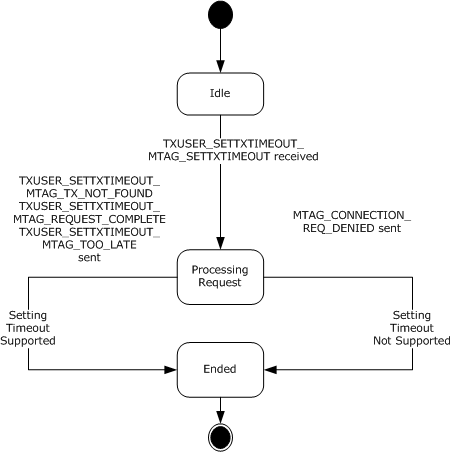 Idle
TXUSER_SETTXTIMEOUT_
MTAG_SETTXTIMEOUT received
TXUSER_SETTXTIMEOUT_
MTAG_TX_NOT_FOUND
TXUSER_SETTXTIMEOUT_
MTAG_REQUEST_COMPLETE
TXUSER_SETTXTIMEOUT_
MTAG_TOO_LATE
sent
MTAG_CONNECTION_
REQ_DENIED sent
Processing
Request
Setting
Timeout
Supported
Setting
Timeout
Not Supported
Ended